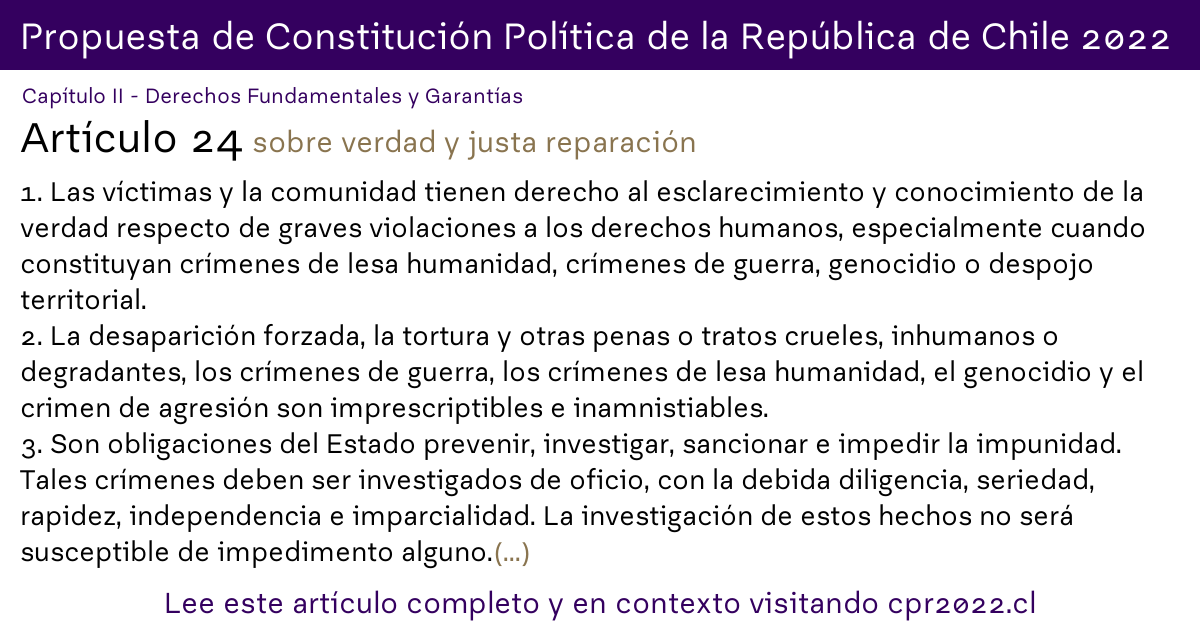 Propuesta de Constitución Política de la República de Chile 2022
Capítulo II - Derechos Fundamentales y Garantías
Artículo 24 sobre verdad y justa reparación
1. Las víctimas y la comunidad tienen derecho al esclarecimiento y conocimiento de la
verdad respecto de graves violaciones a los derechos humanos, especialmente cuando
constituyan crímenes de lesa humanidad, crímenes de guerra, genocidio o despojo
territorial.
2. La desaparición forzada, la tortura y otras penas o tratos crueles, inhumanos o
degradantes, los crímenes de guerra, los crímenes de lesa humanidad, el genocidio y el
crimen de agresión son imprescriptibles e inamnistiables.
3. Son obligaciones del Estado prevenir, investigar, sancionar e impedir la impunidad.
Tales crímenes deben ser investigados de oficio, con la debida diligencia, seriedad,
rapidez, independencia e imparcialidad. La investigación de estos hechos no será
susceptible de impedimento alguno.(...)
Lee este artículo completo y en contexto visitando cpr2022.cl